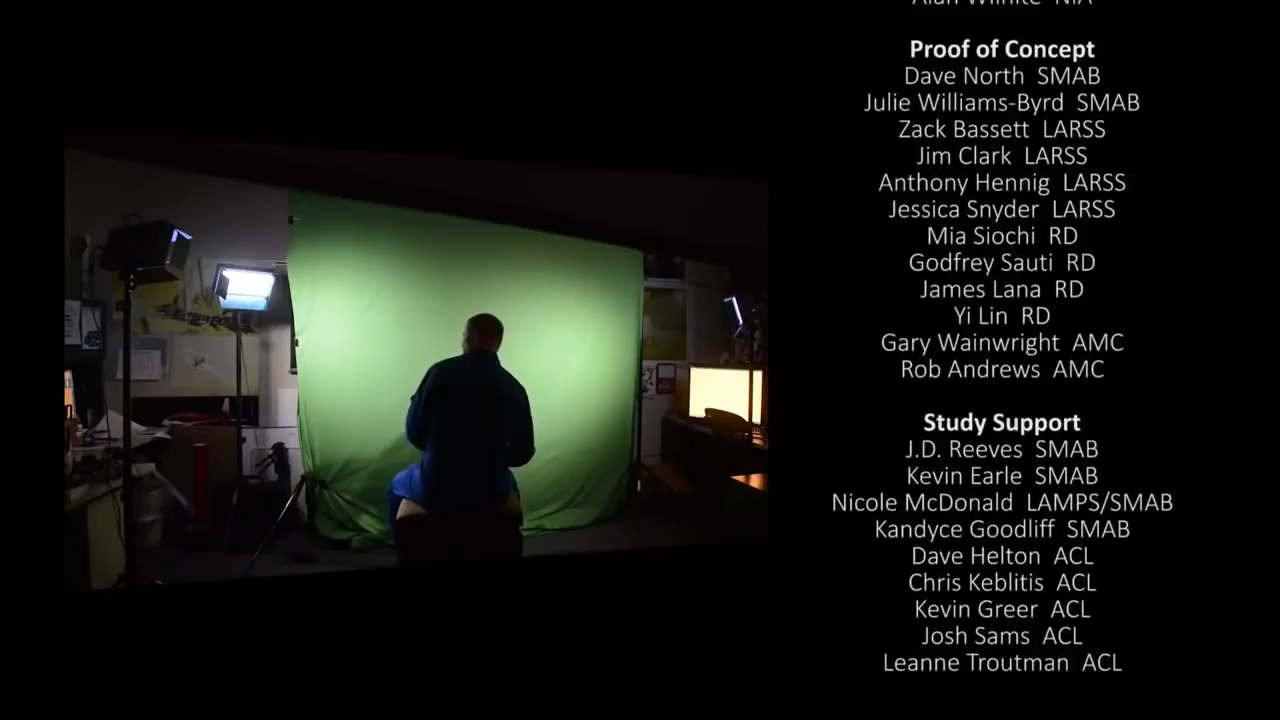 Proof of Concept
Dave North SMAB
Julie Williams-Byrd SMAB
Zack Bassett LARSS
Jim Clark LARSS
Anthony Hennig LARSS
Jessica Snyder LARSS
Mia Siochi RD
Godfrey Sauti RD
James Lana RD
Yi Lin RD
Gary Wainwright AMC
Rob Andrews AMC
Study Support
J.D. Reeves SMAB
Kevin Earle SMAB
Nicole McDonald LAMPS/SMAB
Kandyce Goodliff SMAB
Dave Helton ACL
Chris Keblitis ACL
Kevin Greer ACL
Josh Sams ACL
Leanne Troutman ACL